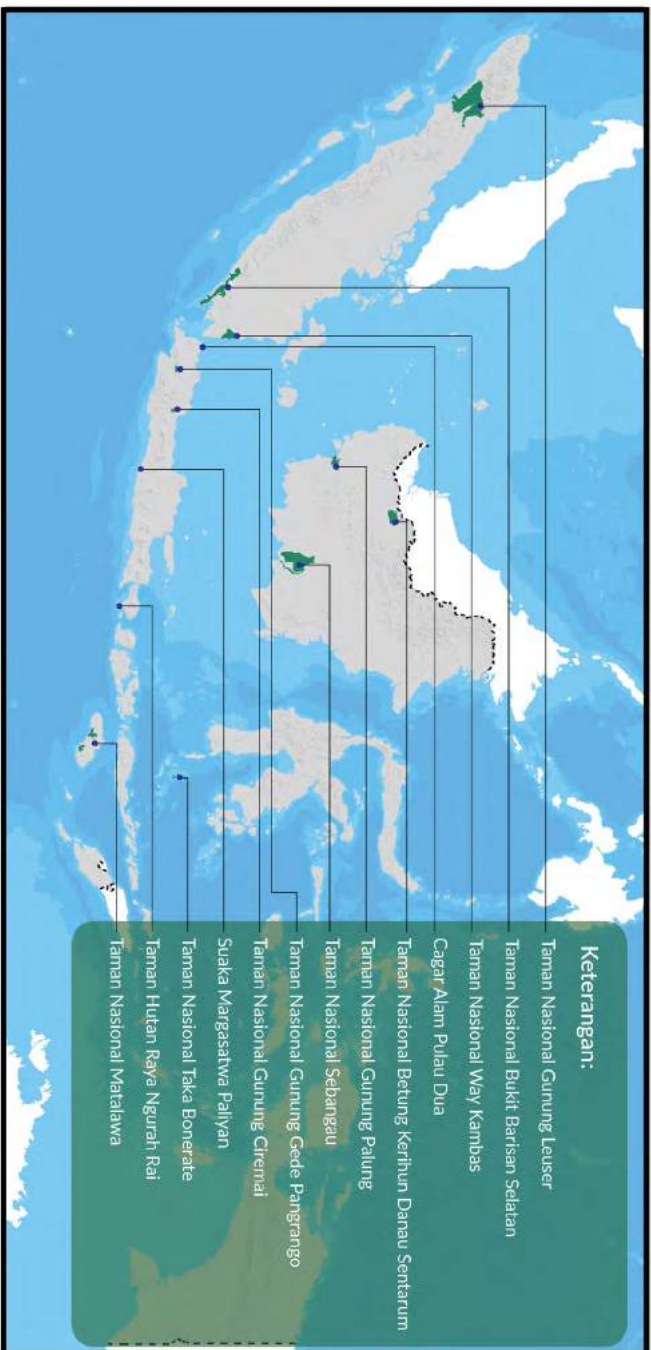 Keterangan:
Taman Nasional Gunung Leuser
Taman Nasional Bukit Barisan Selatan
Taman Nasional Way Kambas
Cagar Alam Pulau Dua
Taman Nasional Betung Kerihun Danau Sentarum
Taman Nasional Gunung Palung
Taman Nasional Sebangau
Taman Nasional Gunung Gede Pangrango
Taman Nasional Gunung Ciremai
Suaka Margasatwa Paliyan
Taman Nasional Taka Bonerate
Taman Hutan Raya Ngurah Rai
Taman Nasional Matalawa